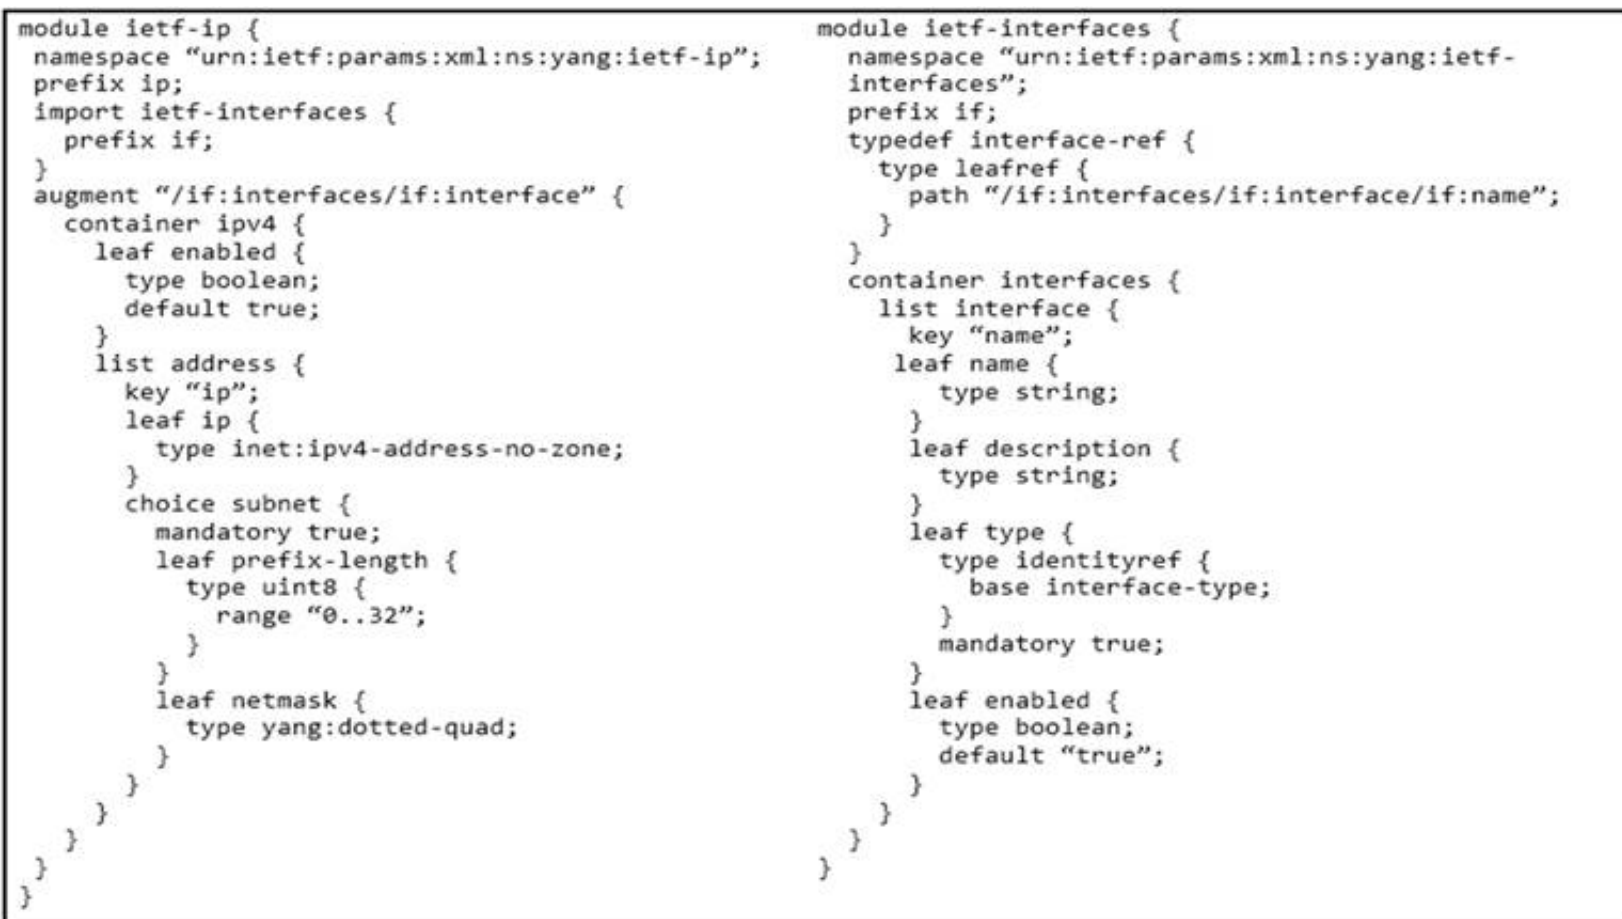 module ietf-ip {
namespace “urn:ietf:params:xml:ns:yang:ietf-ip”;
prefix ip;
import ietf-interfaces {
prefix if;
}
augment “/if:interfaces/if:interface” {
container ipv4 {
leaf enabled {
type boolean;
default true;
}
list address {
key “ip”;
leaf ip {
type inet:ipv4-address-no-zone;
}
choice subnet {
mandatory true;
leaf prefix-length {
type uint8 {
range “0..32”;
}
}
leaf netmask {
type yang:dotted-quad;
}
}
}
}
}
}
module ietf-interfaces {
namespace “urn:ietf:params:xml:ns:yang:ietf-
interfaces”;
prefix if;
typedef interface-ref {
type leafref {
path “/if:interfaces/if:interface/if:name”;
}
}
container interfaces {
list interface {
key “name”;
leaf name {
type string;
}
leaf description {
type string;
}
leaf type {
type identityref {
base interface-type;
}
mandatory true;
}
leaf enabled {
type boolean;
default “true”;
}
}
}
}